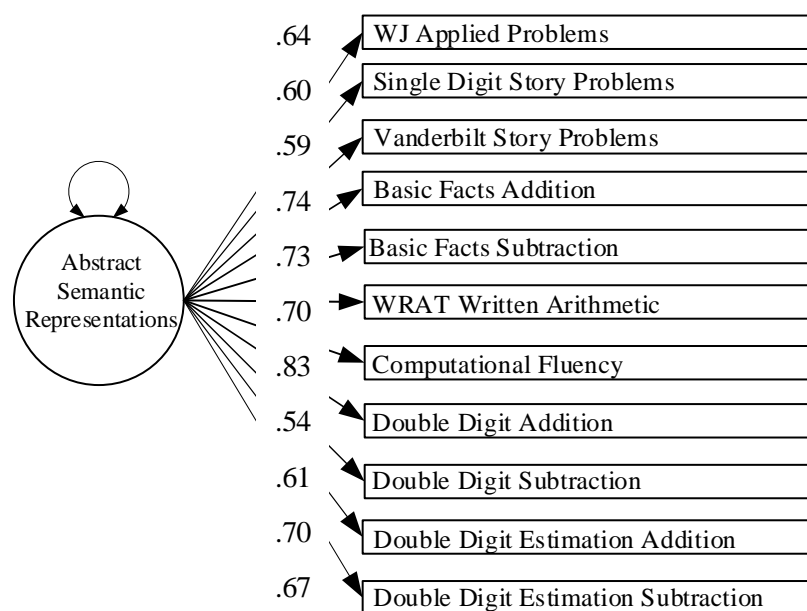 .64
WJ Applied Problems
.60
Single Digit Story Problems
.59
Vanderbilt Story Problems
.74
Basic Facts Addition
.73
Basic Facts Subtraction
Abstract
Semantic
Representations
.70
WRAT Written Arithmetic
.83
Computational Fluency
.54
Double Digit Addition
.61
Double Digit Subtraction
.70
Double Digit Estimation Addition
.67
Double Digit Estimation Subtraction